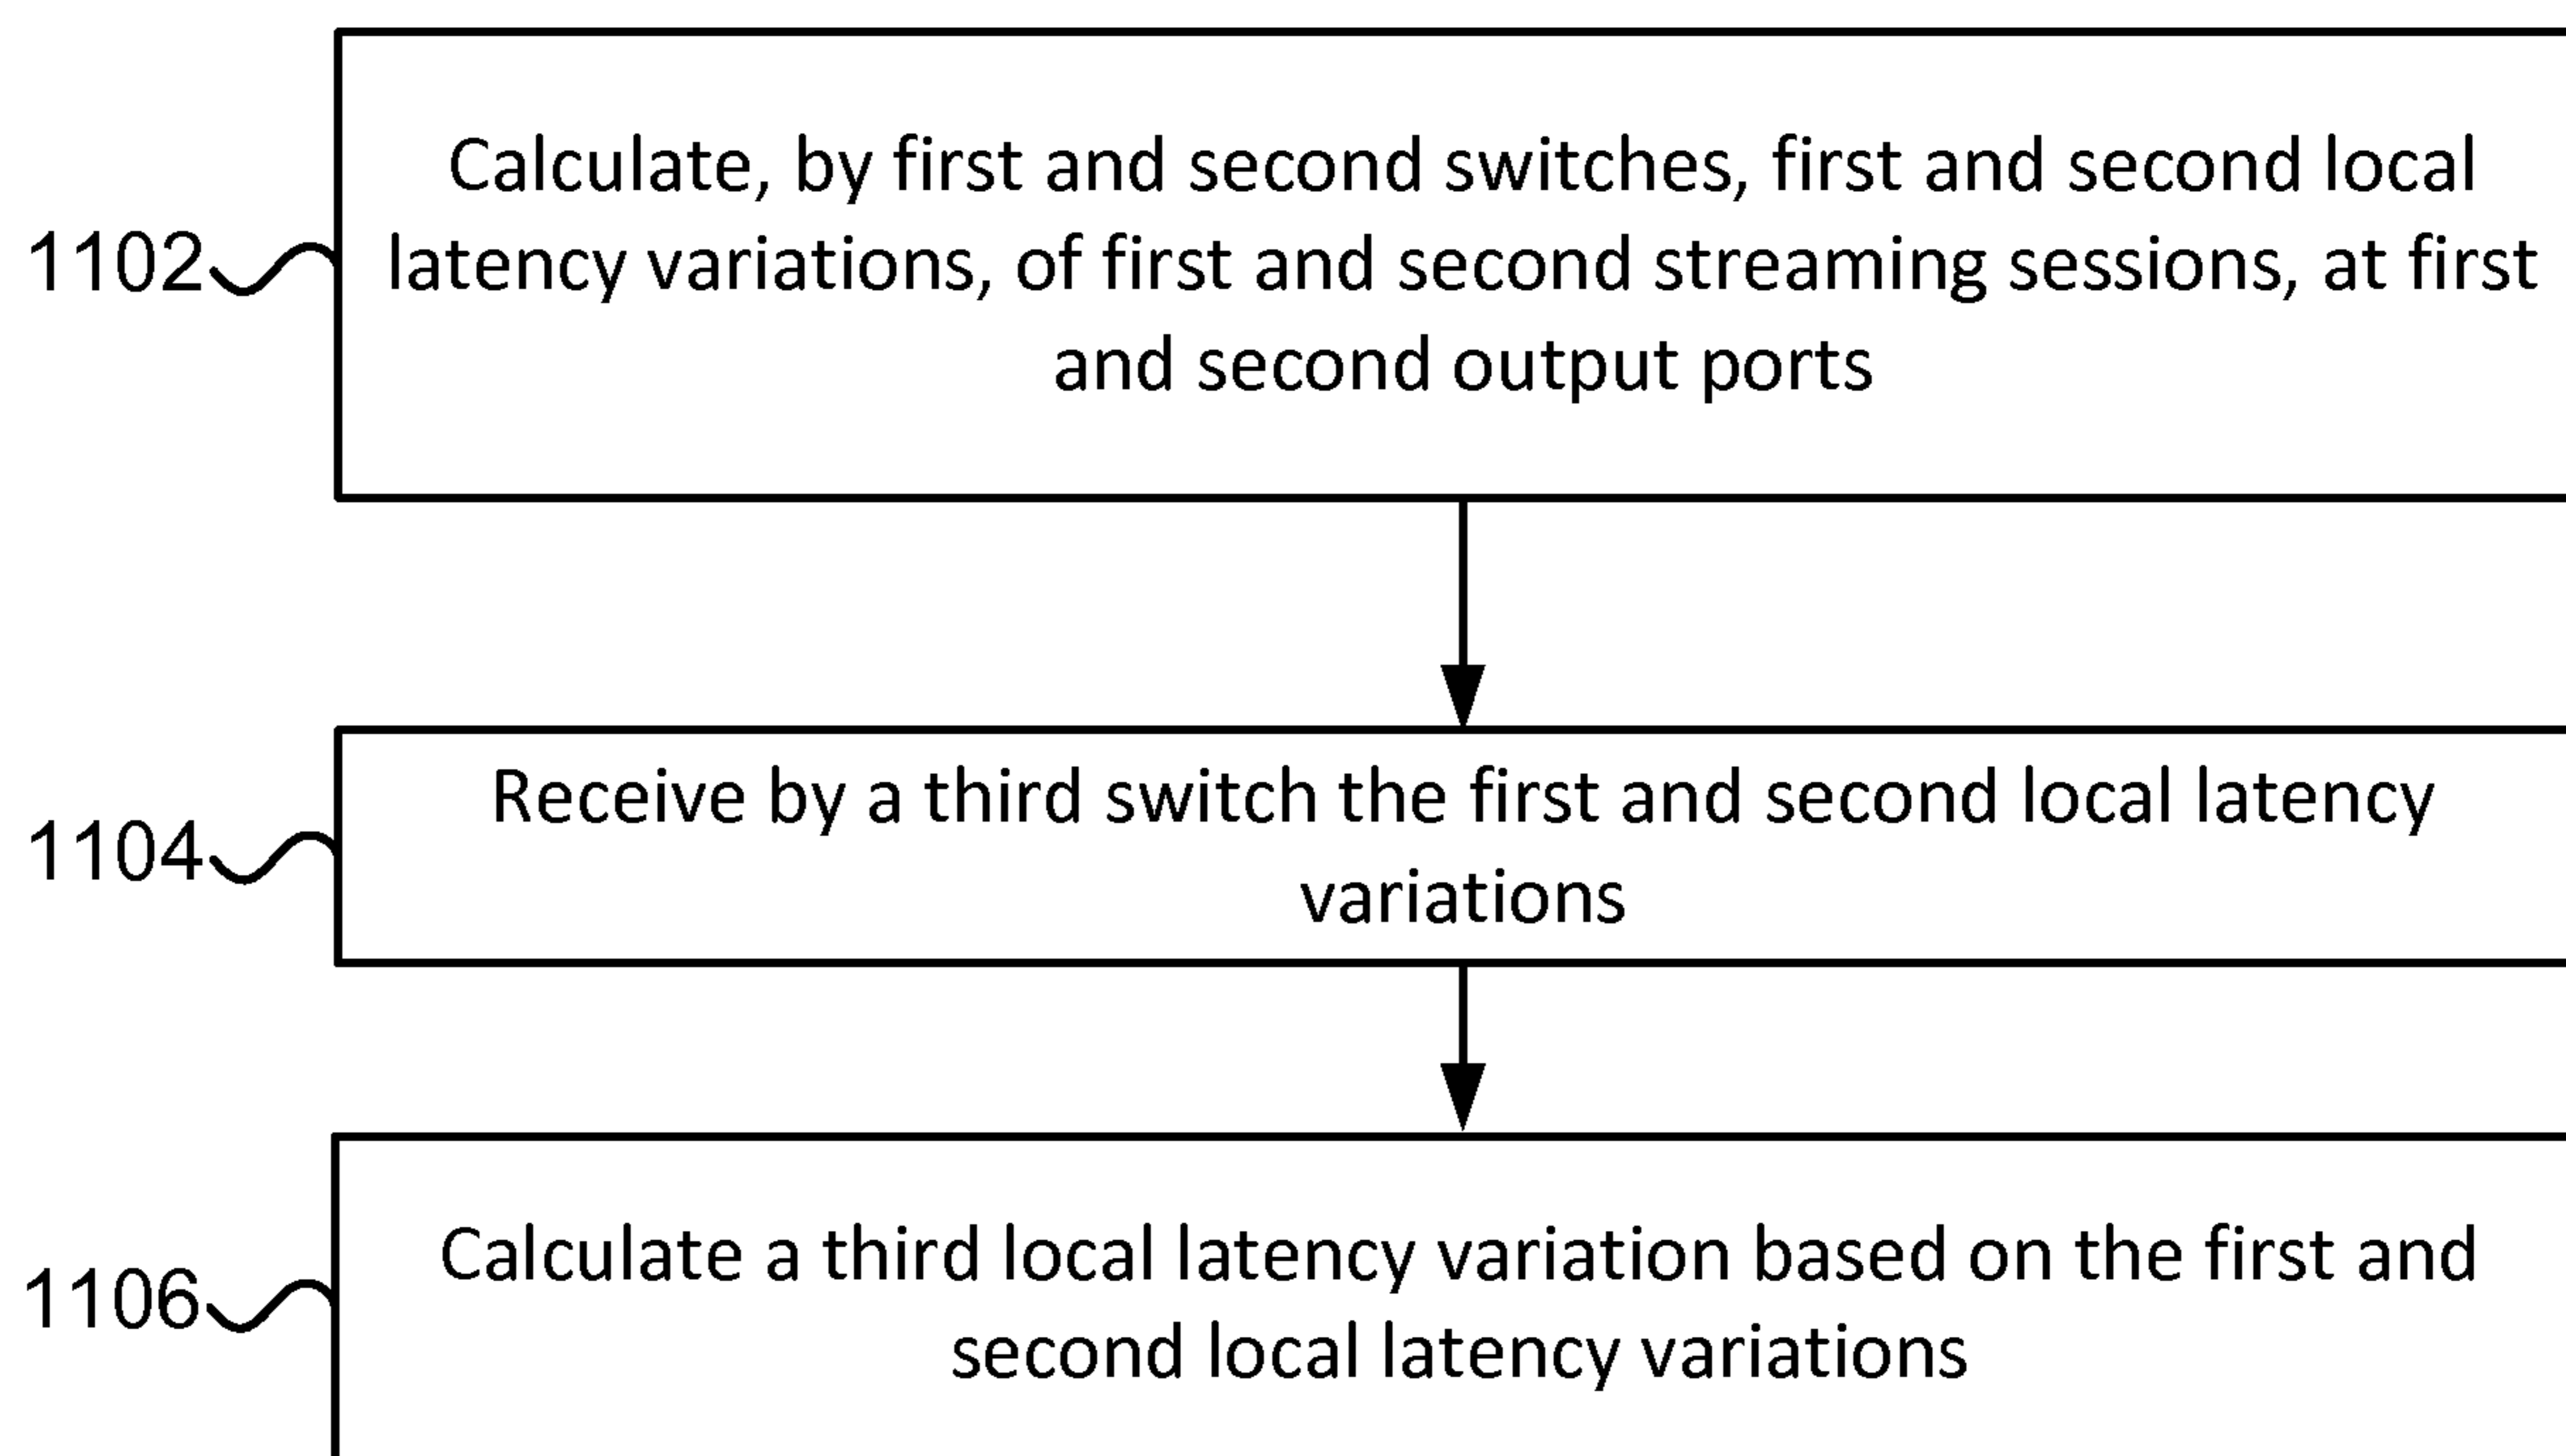 Calculate, by first and second switches, first and second local
1102 latency variations, of first and second streaming sessions, at first
and second output ports
Receive by a third switch the first and second local latency
1104
variations
Calculate a third local latency variation based on the first and
1106
second local latency variations